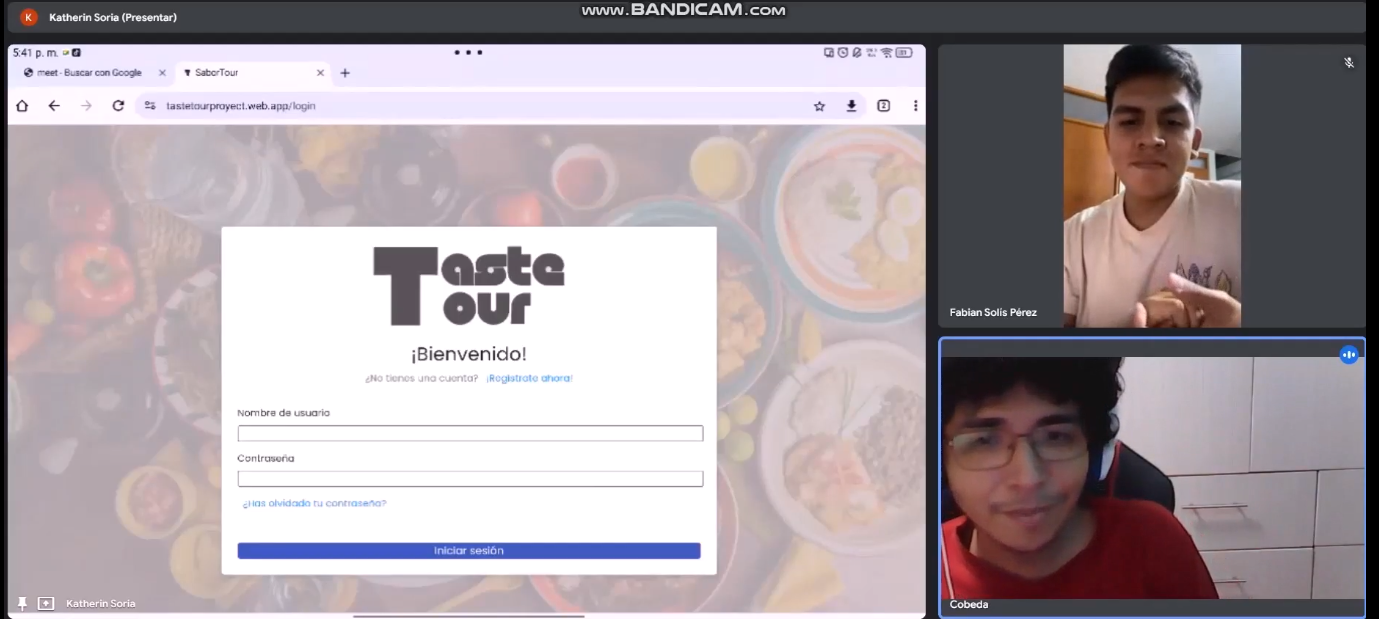 www.BANDICAM.com
K Katherin Soria (Presentar)
5:41 p. m.
meet - Buscar con Google
SaborTour
tastetourproyect.web.app/login
2
Taste
Tour
¡Bienvenido!
¿No tienes una cuenta? ¡Registrate ahora!
Nombre de usuario
Contraseña
¿Has olvidado tu contraseña?
Iniciar sesión
Katherin Soria
Fabian Solis Pérez
Cobeda